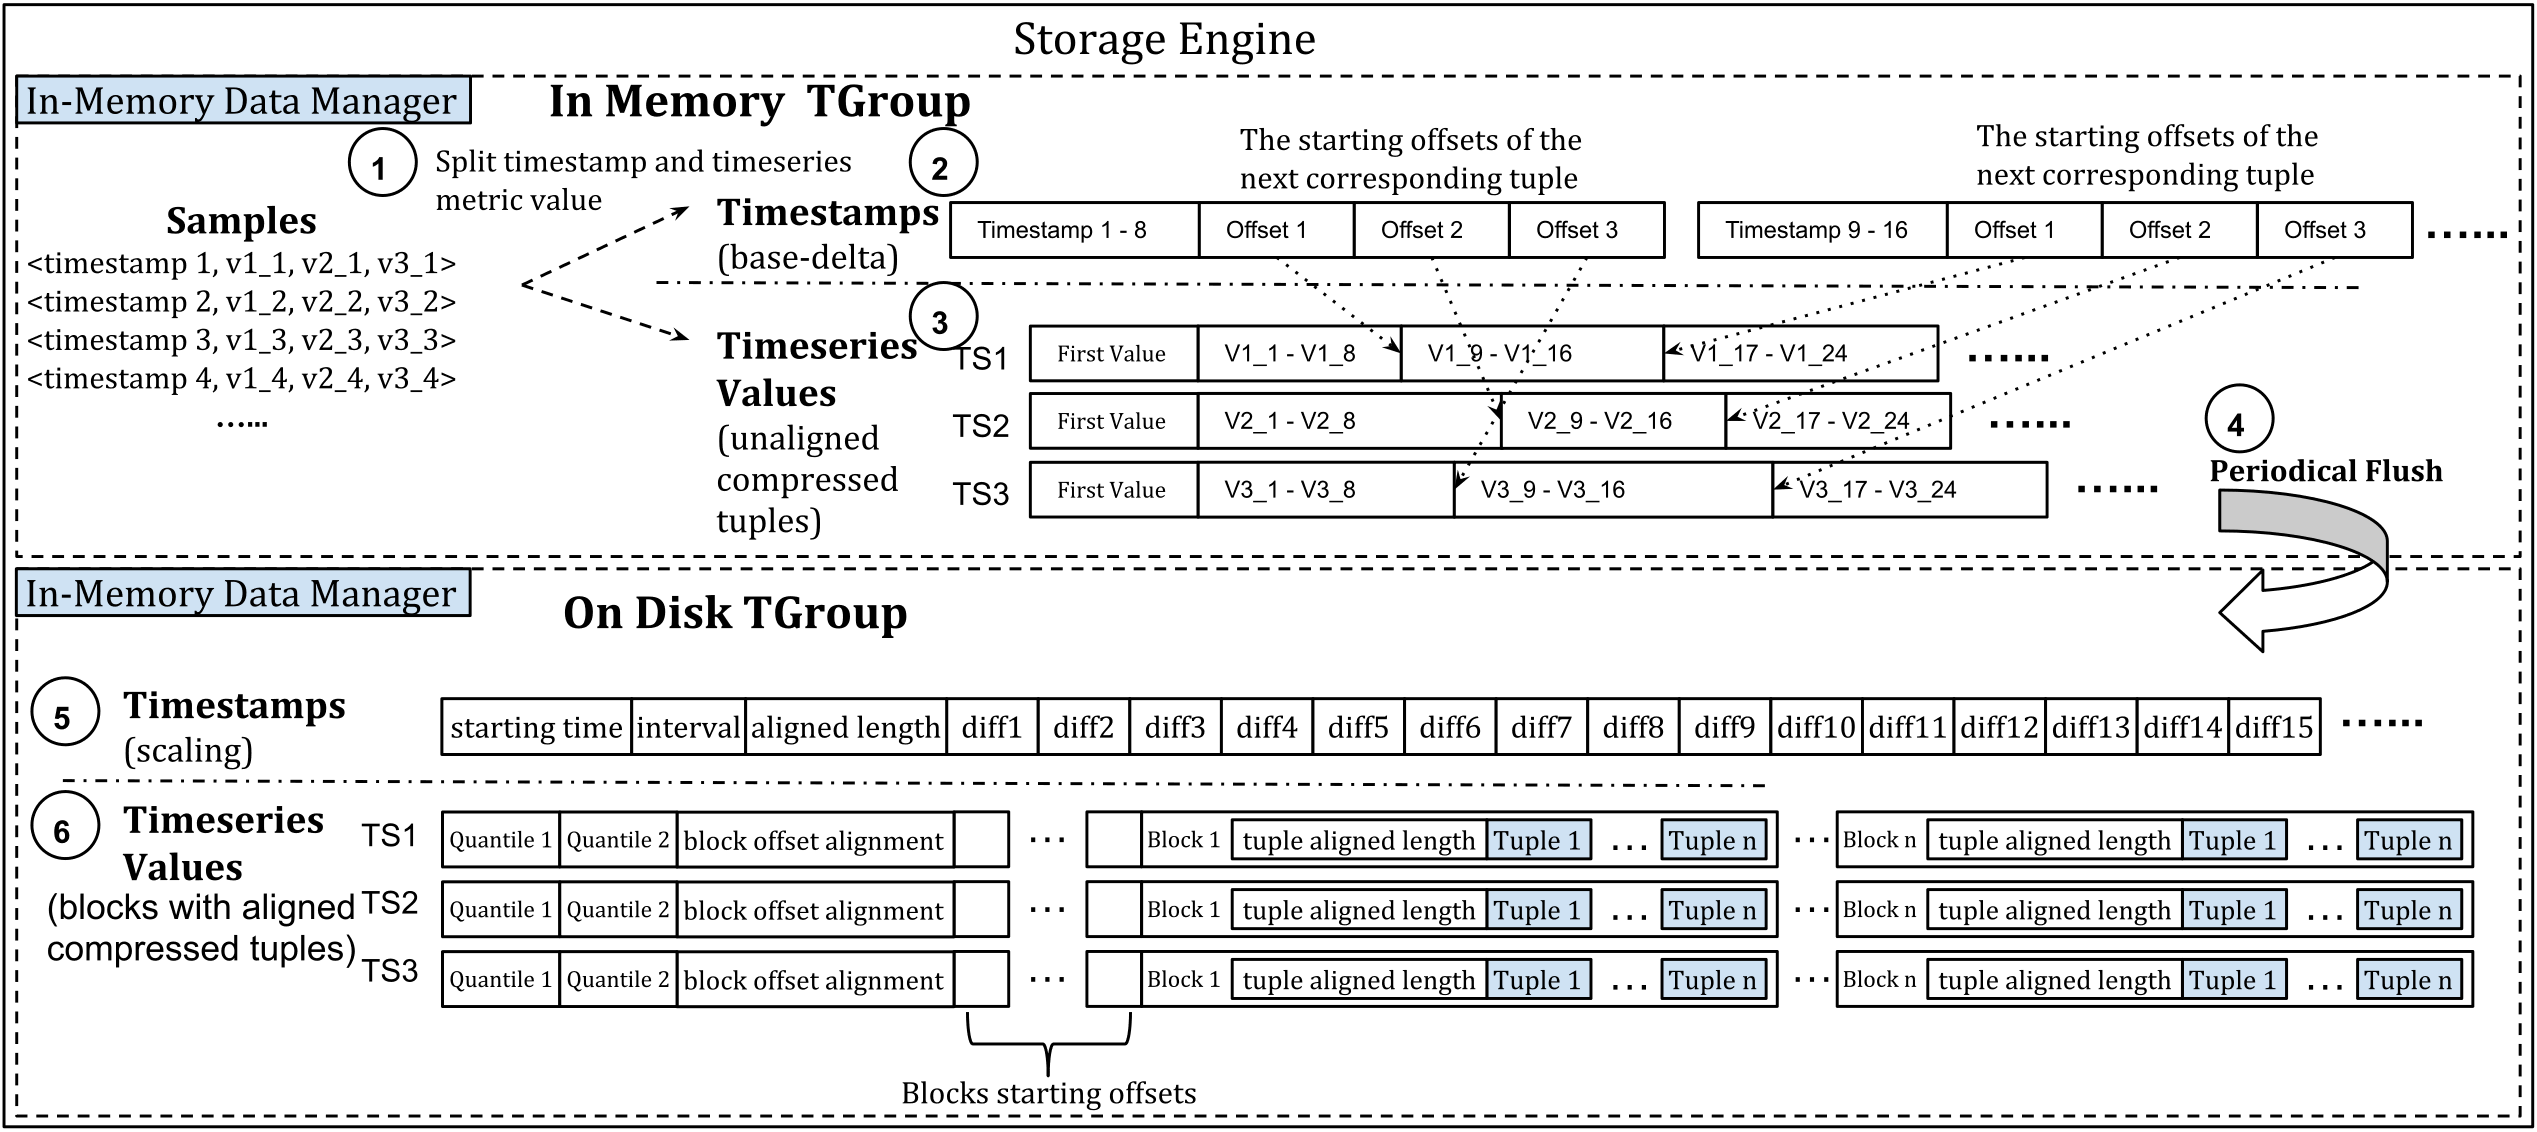 Storage Engine
In-Memory Data Manager
In Memory TGroup
1
Split timestamp and timeseries
metric value
Samples
<timestamp 1, v1_1, v2_1, v3_1>
<timestamp 2, v1_2, v2_2, v3_2>
<timestamp 3, v1_3, v2_3, v3_3>
<timestamp 4, v1_4, v2_4, v3_4>
......
2
Timestamps
(base-delta)
The starting offsets of the
next corresponding tuple
The starting offsets of the
next corresponding tuple
Timestamp 1 - 8 Offset 1 Offset 2 Offset 3 Timestamp 9 - 16 Offset 1 Offset 2 Offset 3 ......
3
Timeseries
Values
(unaligned
compressed
tuples)
TS1 First Value V1_1 - V1_8 V1_9 - V1_16 V1_17 - V1_24 ......
TS2 First Value V2_1 - V2_8 V2_9 - V2_16 V2_17 - V2_24 ......
TS3 First Value V3_1 - V3_8 V3_9 - V3_16 V3_17 - V3_24 ......
4
Periodical Flush
In-Memory Data Manager
On Disk TGroup
5
Timestamps
(scaling)
starting time interval aligned length diff1 diff2 diff3 diff4 diff5 diff6 diff7 diff8 diff9 diff10 diff11 diff12 diff13 diff14 diff15 ......
6
Timeseries
Values
(blocks with aligned
compressed tuples)
TS1 Quantile 1 Quantile 2 block offset alignment ... Block 1 tuple aligned length Tuple 1 ... Tuple n ... Block n tuple aligned length Tuple 1 ... Tuple n
TS2 Quantile 1 Quantile 2 block offset alignment ... Block 1 tuple aligned length Tuple 1 ... Tuple n ... Block n tuple aligned length Tuple 1 ... Tuple n
TS3 Quantile 1 Quantile 2 block offset alignment ... Block 1 tuple aligned length Tuple 1 ... Tuple n ... Block n tuple aligned length Tuple 1 ... Tuple n
Blocks starting offsets